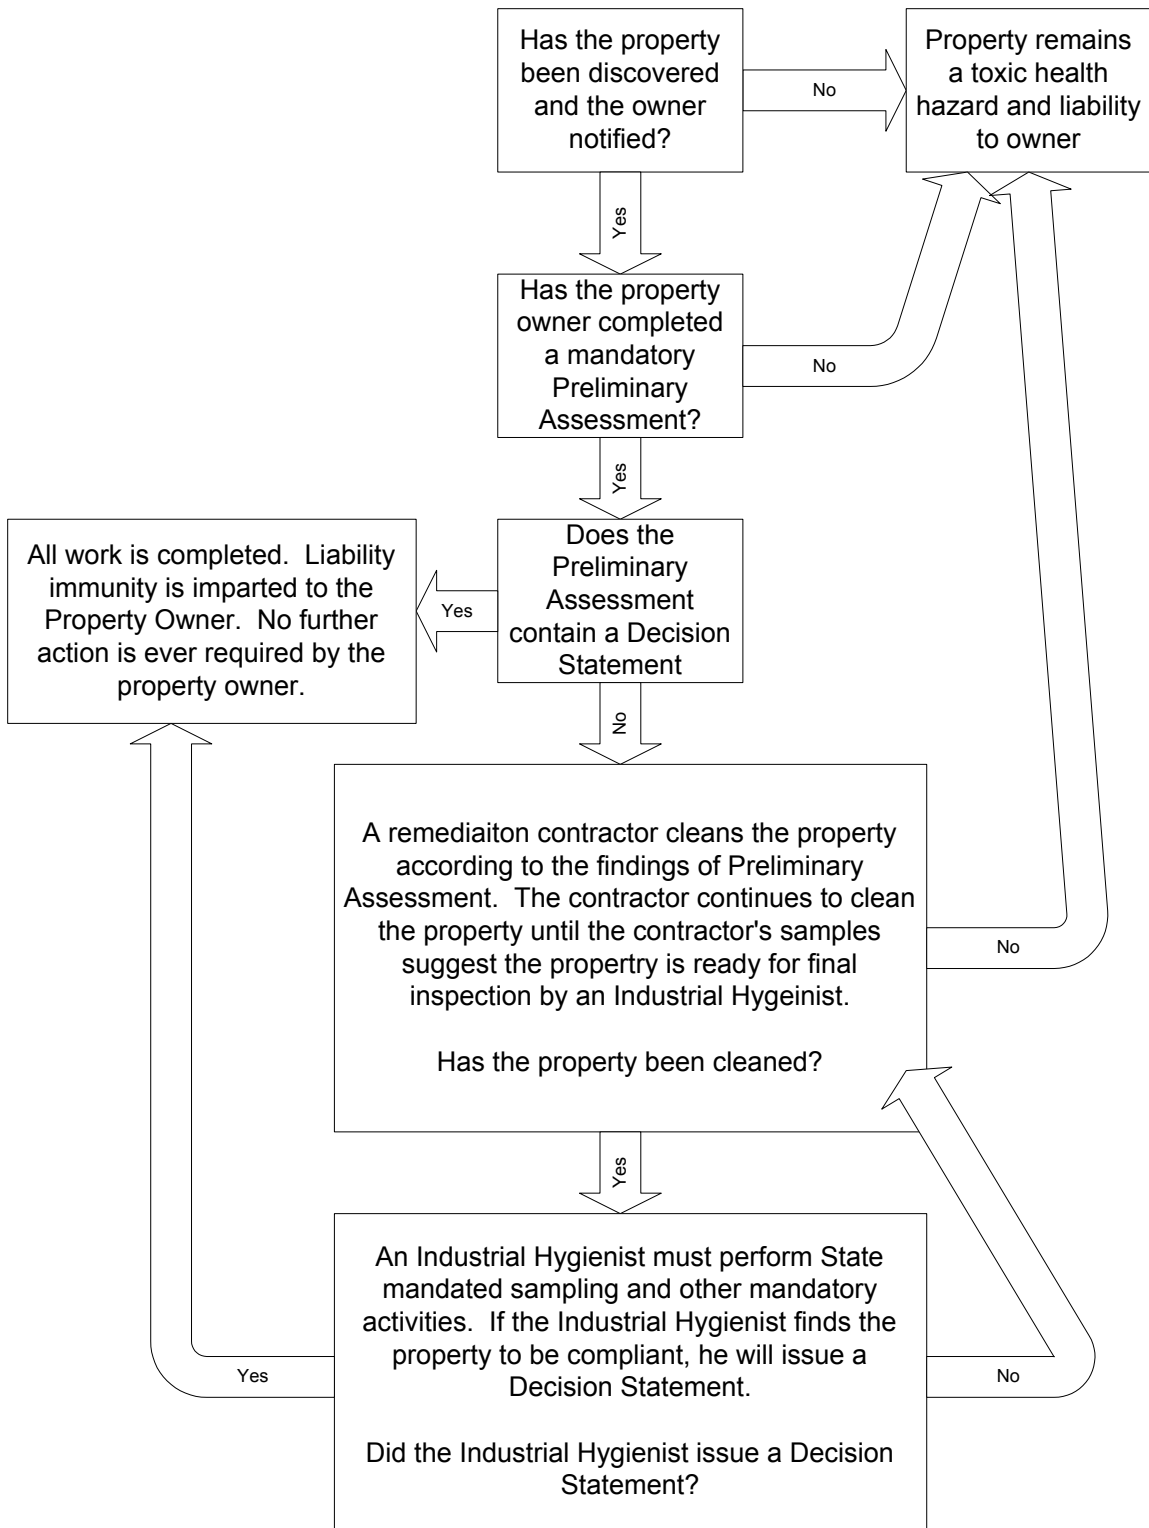 Has the property
been discovered
and the owner
notified?
No
Property remains
a toxic health
hazard and liability
to owner
Yes
Has the property
owner completed
a mandatory
Preliminary
Assessment?
No
Yes
Does the
Preliminary
Assessment
contain a Decision
Statement
Yes
All work is completed.  Liability
immunity is imparted to the
Property Owner.  No further
action is ever required by the
property owner.
No
A remediaiton contractor cleans the property
according to the findings of Preliminary
Assessment.  The contractor continues to clean
the property until the contractor's samples
suggest the propertry is ready for final
inspection by an Industrial Hygeinist.
Has the property been cleaned?
No
Yes
An Industrial Hygienist must perform State
mandated sampling and other mandatory
activities.  If the Industrial Hygienist finds the
property to be compliant, he will issue a
Decision Statement.
Did the Industrial Hygienist issue a Decision
Statement?
Yes
No